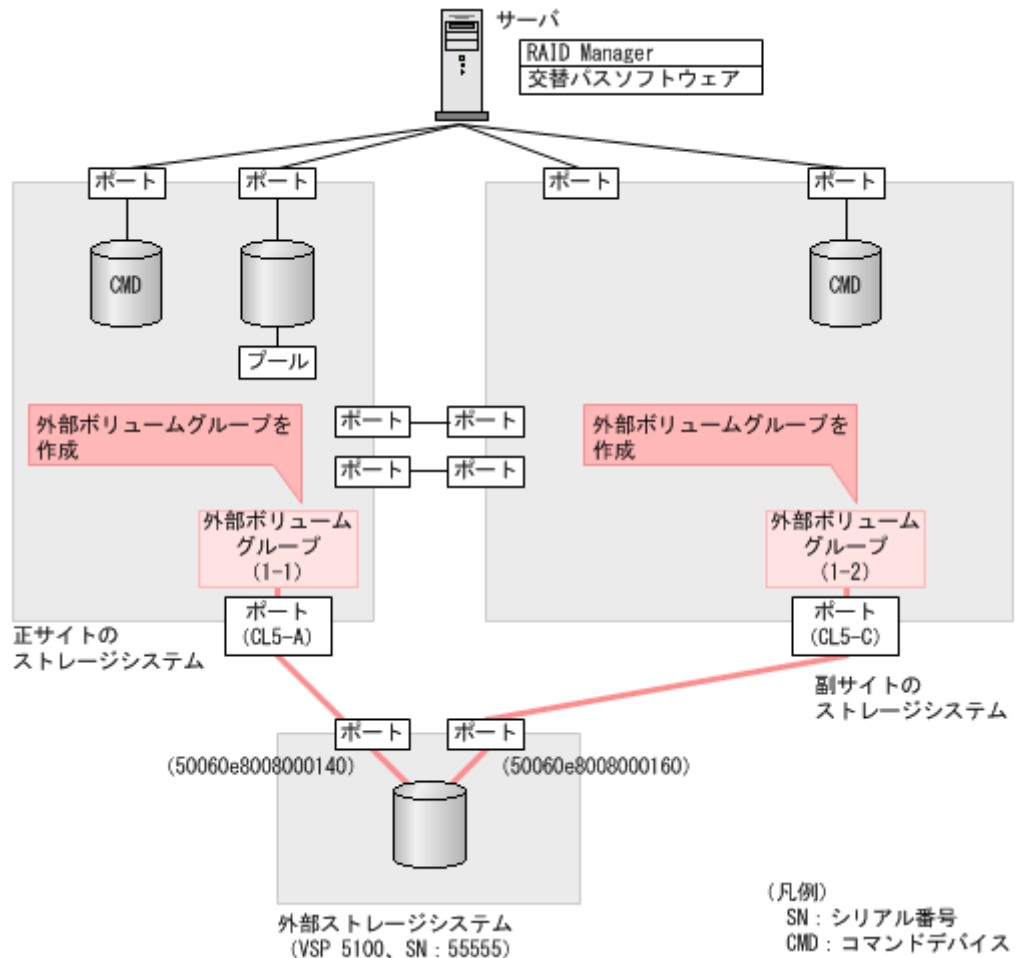 サーバ
RAID Manager
交替パスソフトウェア
ポート
ポート
ポート
ポート
CMD
CMD
プール
外部ボリュームグループを
作成
ポート
ポート
外部ボリュームグループを
作成
ポート
ポート
外部ボリューム
グループ
(1-1)
外部ボリューム
グループ
(1-2)
ポート
(CL5-A)
ポート
(CL5-C)
正サイトの
ストレージシステム
副サイトの
ストレージシステム
ポート
ポート
(50060e8008000140)
(50060e8008000160)
外部ストレージシステム
(VSP 5100、SN：55555)
(凡例)
SN：シリアル番号
CMD：コマンドデバイス